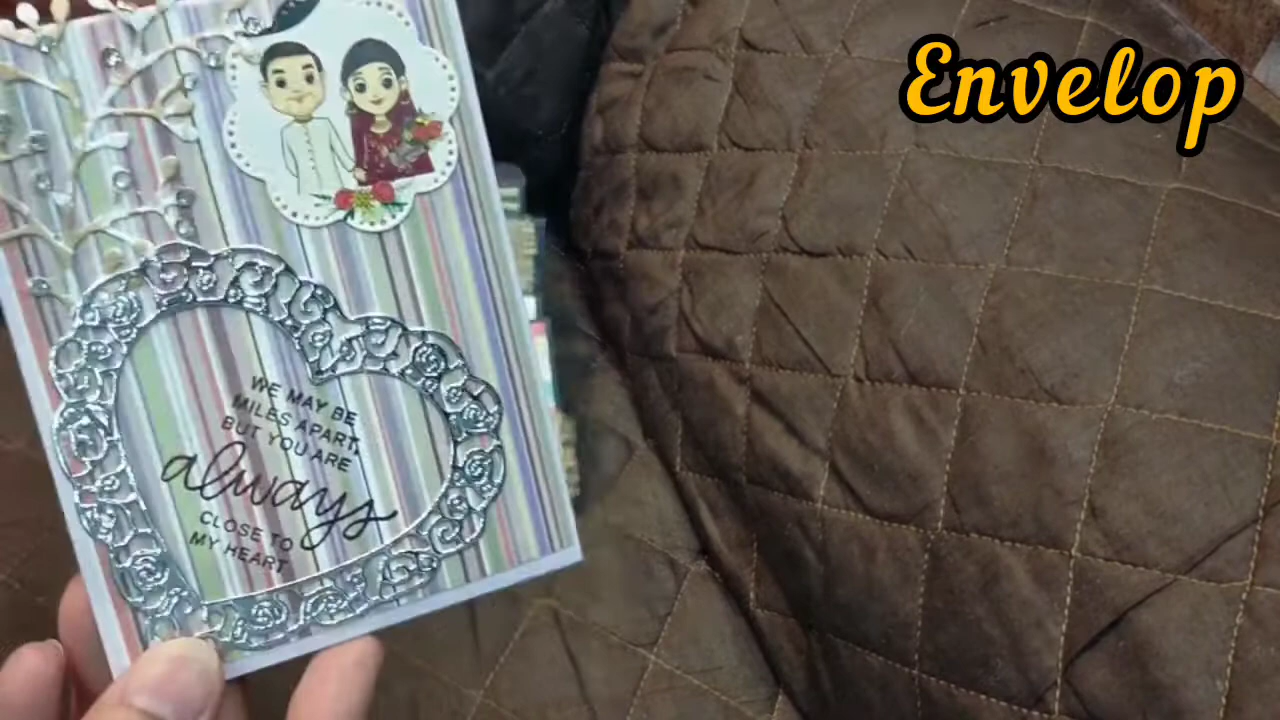 Envelop
WE MAY BE
MILES APART,
BUT YOU ARE
always
CLOSE TO
MY HEART